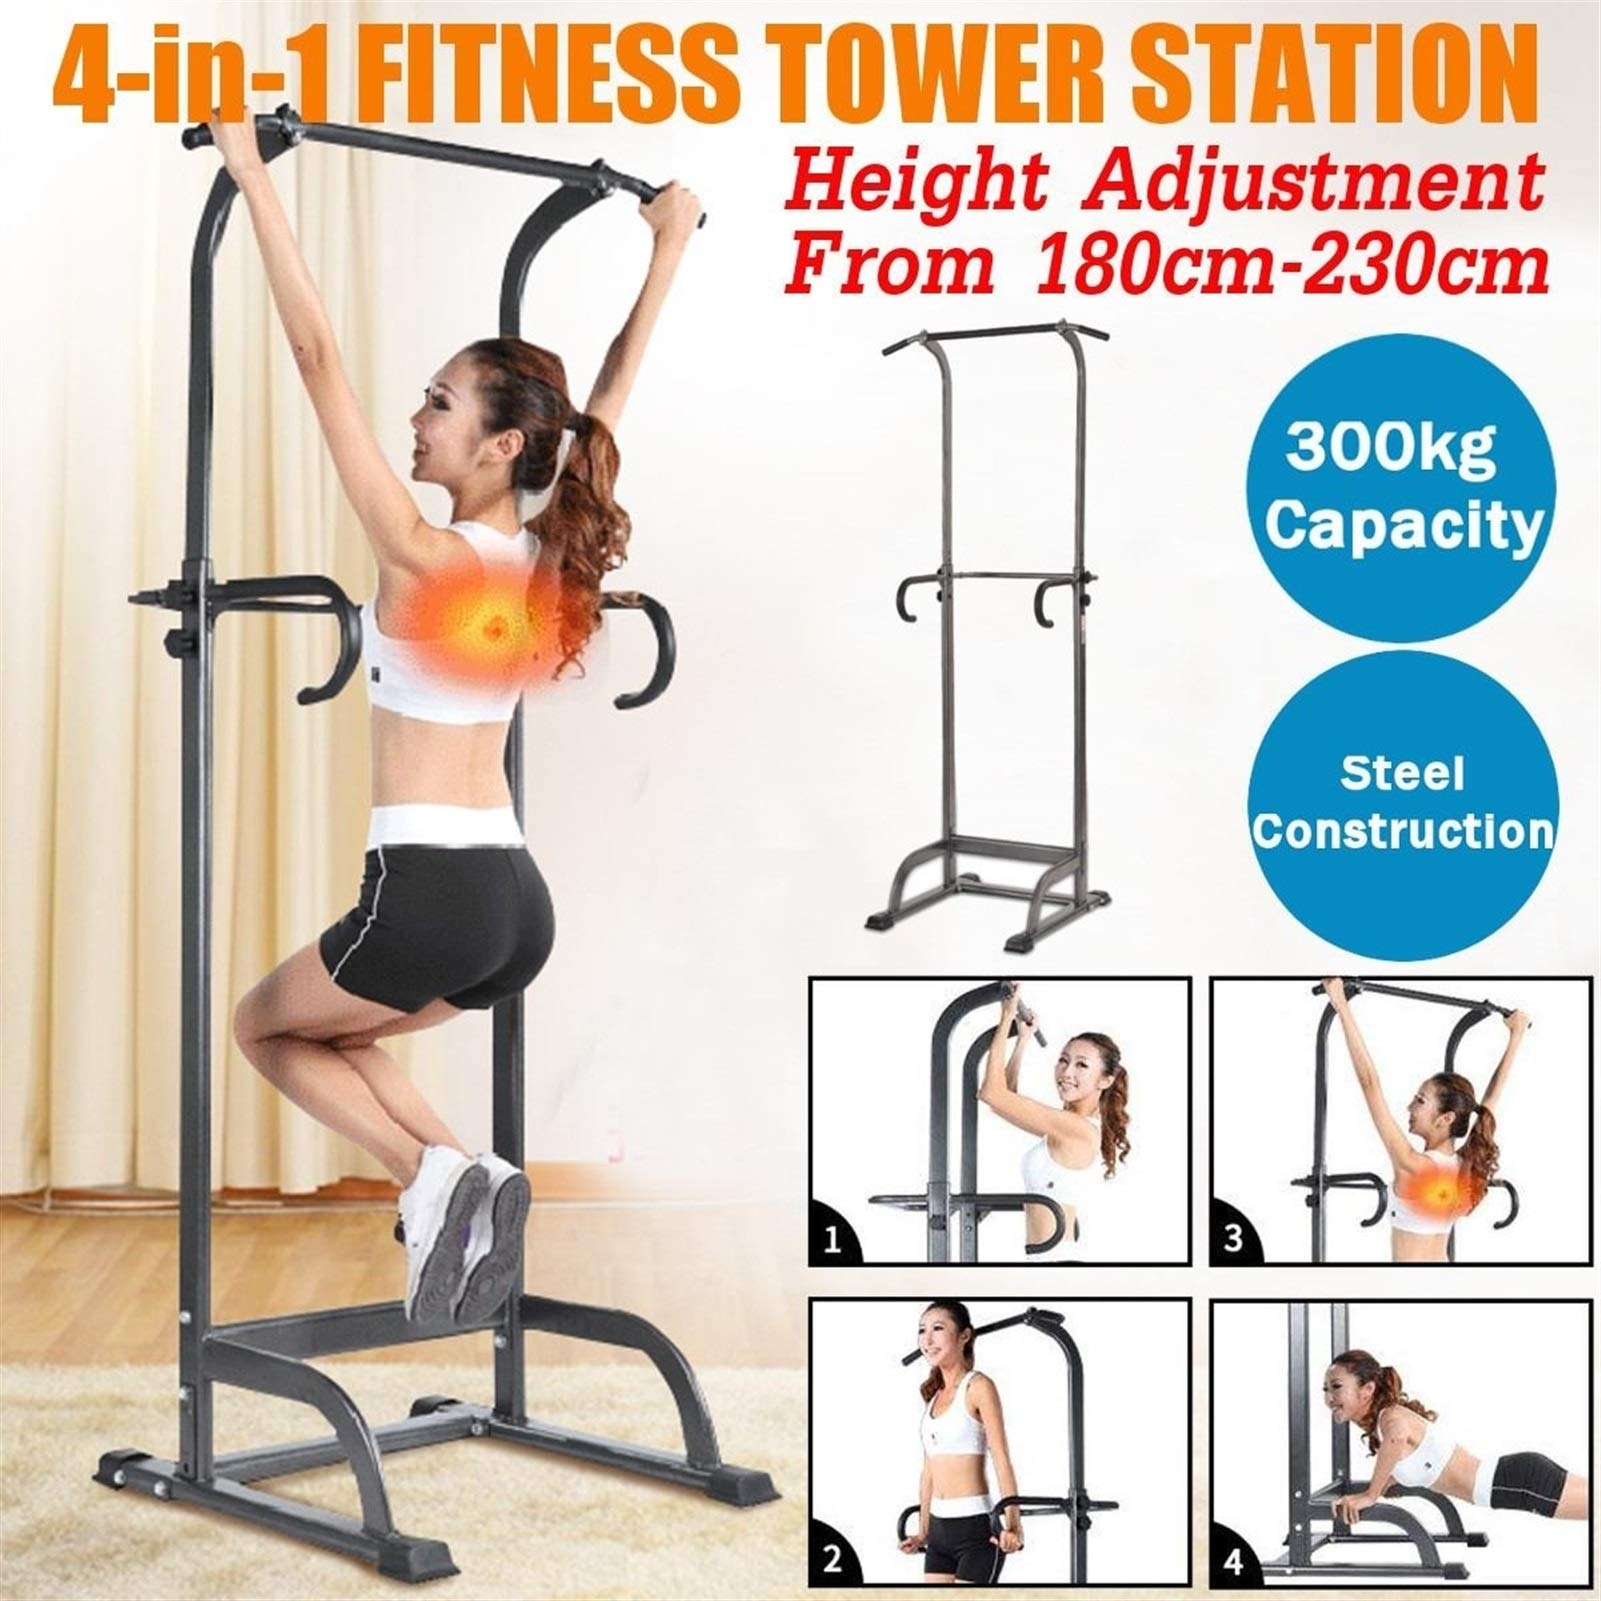 4-in-1 FITNESS TOWER STATION
Height Adjustment
From 180cm-230cm
300kg
Capacity
Steel
Construction
1
3
2
4